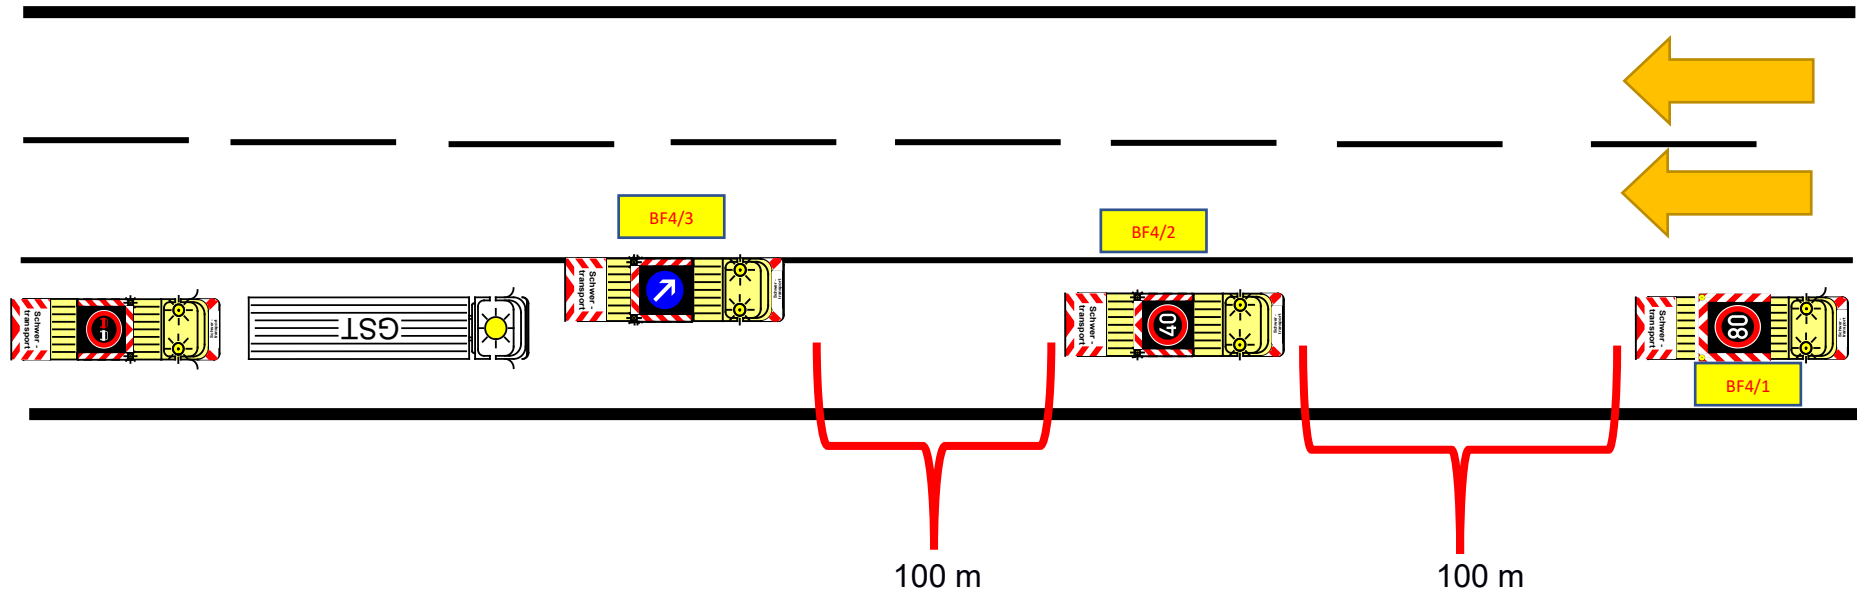 BF4/3
BF4/2
Schwer -
transport
Schwer -
transport
GST
Schwer -
transport
40
Schwer -
transport
80
BF4/1
100 m
100 m